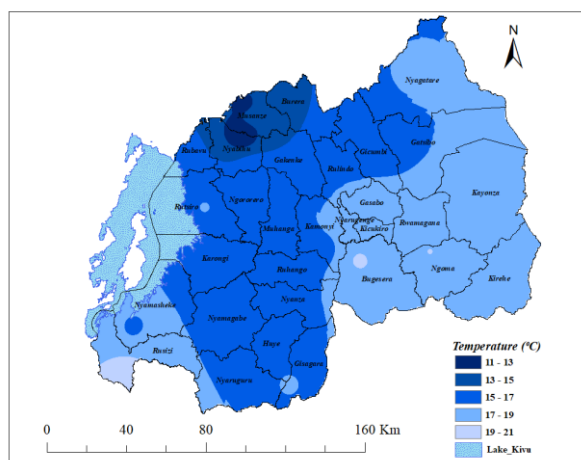 N
Nyagatare
Burera
Musanze
Rubavu
Nyabihu
Gakenke
Rulindo
Gicumbi
Gatsibo
Kayonza
Rutsiro
Ngororero
Muhanga
Kamonyi
Gasabo
Nyarugenge
Kicukiro
Rwamagana
Karongi
Ruhango
Bugesera
Ngoma
Kirehe
Nyamasheke
Nyamagabe
Nyanza
Rusizi
Huye
Gisagara
Nyaruguru
Temperature (ºC)
11 - 13
13 - 15
15 - 17
17 - 19
19 - 21
Lake_Kivu
0 40 80 160 Km